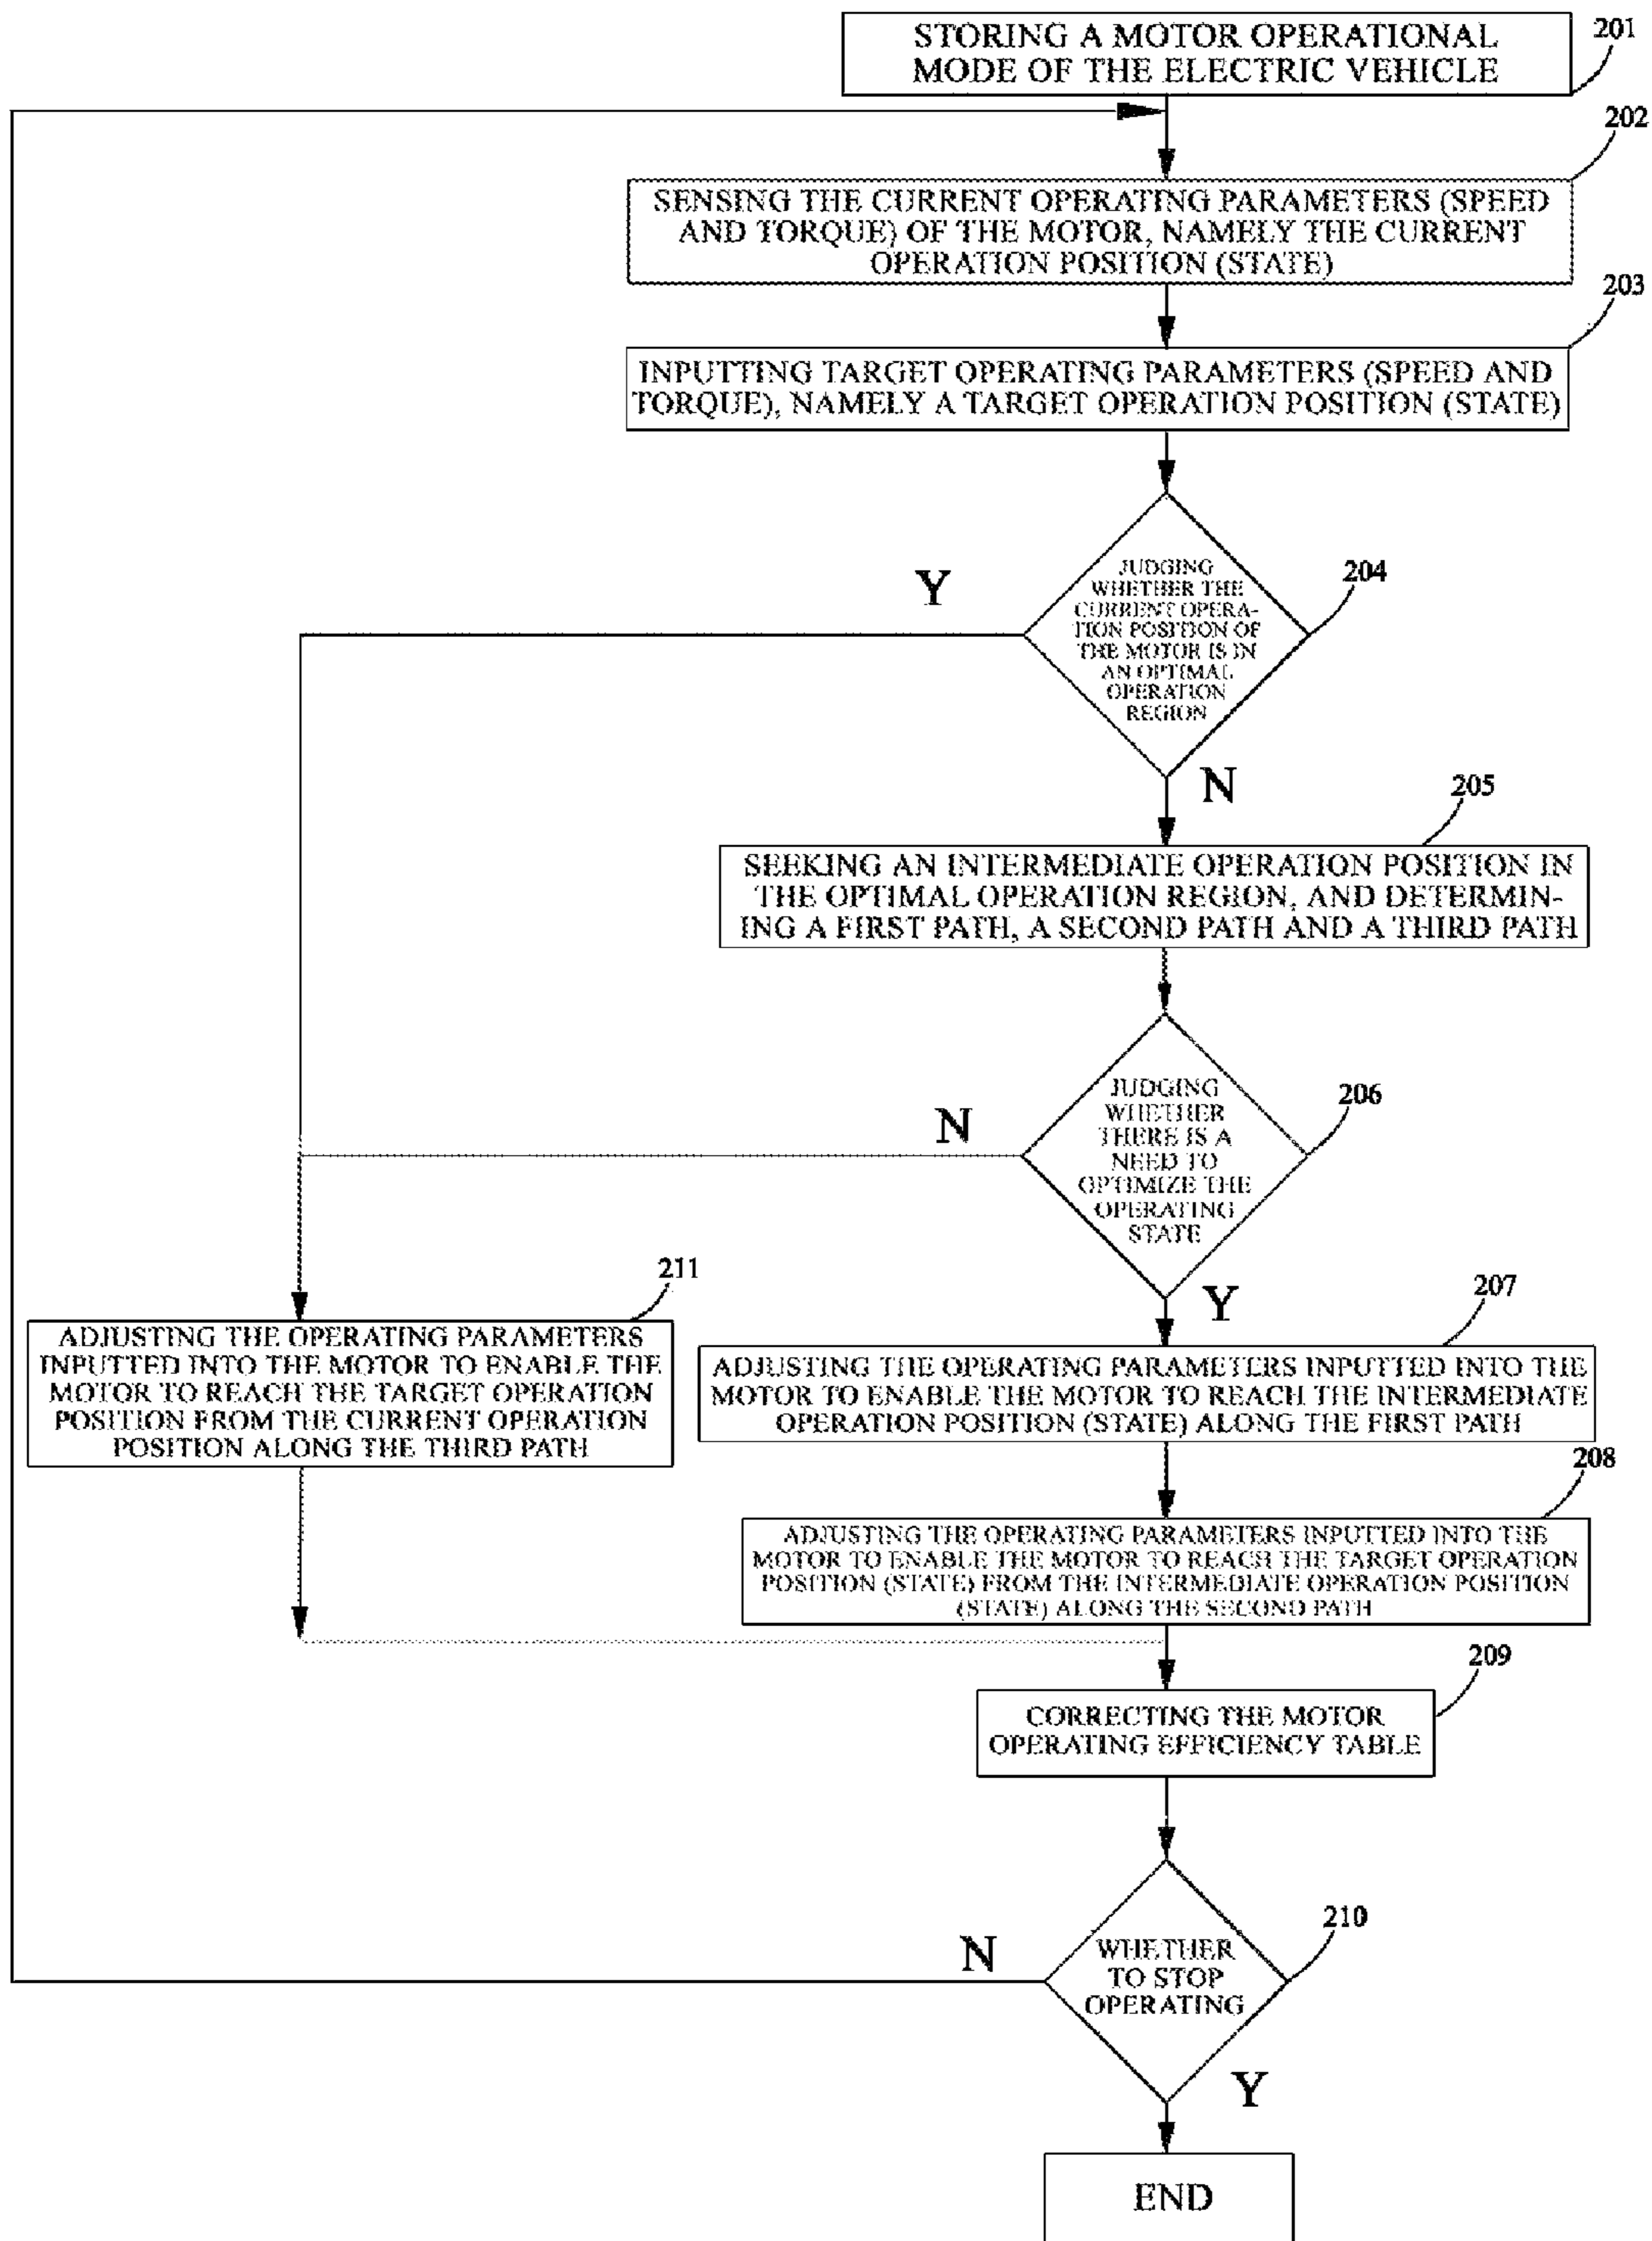 STORING A MOTOR OPERATIONAL
MODE OF THE ELECTRIC VEHICLE
201
202
SENSING THE CURRENT OPERATING PARAMETERS (SPEED
AND TORQUE) OF THE MOTOR, NAMELY THE CURRENT
OPERATION POSITION (STATE)
203
INPUTTING TARGET OPERATING PARAMETERS (SPEED AND
TORQUE), NAMELY A TARGET OPERATION POSITION (STATE)
JUDGING
WHETHER THE
CURRENT OPERA-
TION POSITION OF
THE MOTOR IS IN
AN OPTIMAL
OPERATION
REGION
204
Y
N
205
SEEKING AN INTERMEDIATE OPERATION POSITION IN
THE OPTIMAL OPERATION REGION, AND DETERMIN-
ING A FIRST PATH, A SECOND PATH AND A THIRD PATH
JUDGING
WHETHER
THERE IS A
NEED TO
OPTIMIZE THE
OPERATING
STATE
206
N
Y
211
ADJUSTING THE OPERATING PARAMETERS
INPUTTED INTO THE MOTOR TO ENABLE THE
MOTOR TO REACH THE TARGET OPERATION
POSITION FROM THE CURRENT OPERATION
POSITION ALONG THE THIRD PATH
207
ADJUSTING THE OPERATING PARAMETERS INPUTTED INTO THE
MOTOR TO ENABLE THE MOTOR TO REACH THE INTERMEDIATE
OPERATION POSITION (STATE) ALONG THE FIRST PATH
208
ADJUSTING THE OPERATING PARAMETERS INPUTTED INTO THE
MOTOR TO ENABLE THE MOTOR TO REACH THE TARGET OPERATION
POSITION (STATE) FROM THE INTERMEDIATE OPERATION POSITION
(STATE) ALONG THE SECOND PATH
209
CORRECTING THE MOTOR
OPERATING EFFICIENCY TABLE
210
WHETHER
TO STOP
OPERATING
N
Y
END